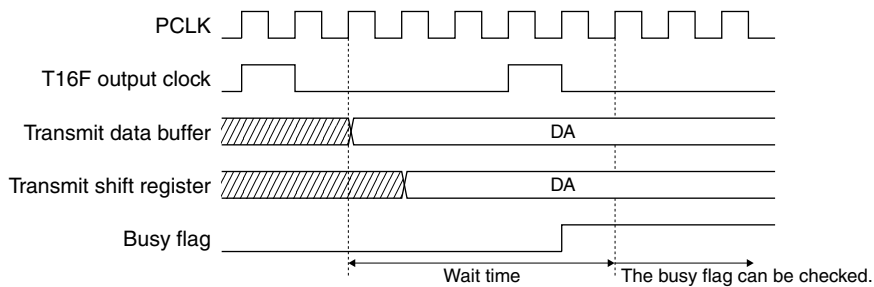 PCLK
T16F output clock
Transmit data buffer
DA
Transmit shift register
DA
Busy flag
Wait time
The busy flag can be checked.